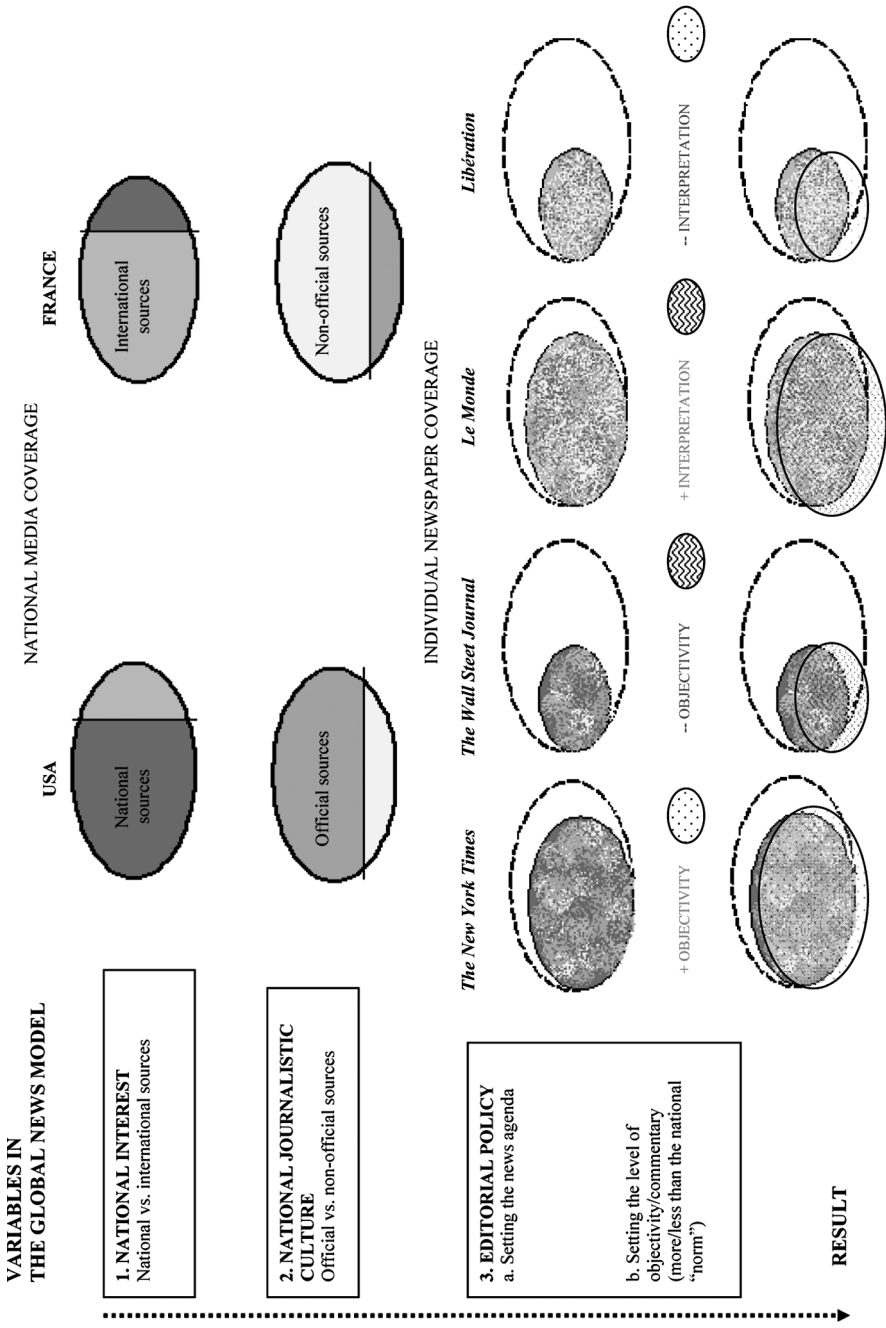 VARIABLES IN
THE GLOBAL NEWS MODEL
NATIONAL MEDIA COVERAGE
USA
FRANCE
1. NATIONAL INTEREST
National vs. international sources
National
sources
International
sources
2. NATIONAL JOURNALISTIC
CULTURE
Official vs. non-official sources
Official sources
Non-official sources
INDIVIDUAL NEWSPAPER COVERAGE
The New York Times
The Wall Steet Journal
Le Monde
Libération
3. EDITORIAL POLICY
a. Setting the news agenda
b. Setting the level of
objectivity/commentary
(more/less than the national
“norm”)
+ OBJECTIVITY
-- OBJECTIVITY
+ INTERPRETATION
-- INTERPRETATION
RESULT